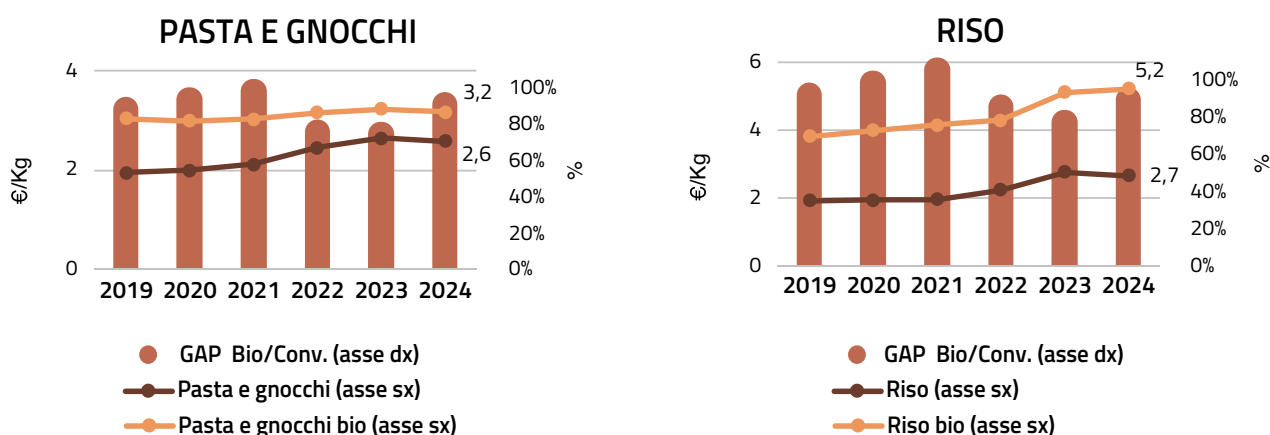 PASTA E GNOCCHI
4
2
0
€/Kg
3,2
2,6
100%
80%
60%
40%
20%
0%
%
2019 2020 2021 2022 2023 2024
GAP Bio/Conv. (asse dx)
Pasta e gnocchi (asse sx)
Pasta e gnocchi bio (asse sx)
RISO
6
4
2
0
€/Kg
5,2
2,7
100%
80%
60%
40%
20%
0%
%
2019 2020 2021 2022 2023 2024
GAP Bio/Conv. (asse dx)
Riso (asse sx)
Riso bio (asse sx)